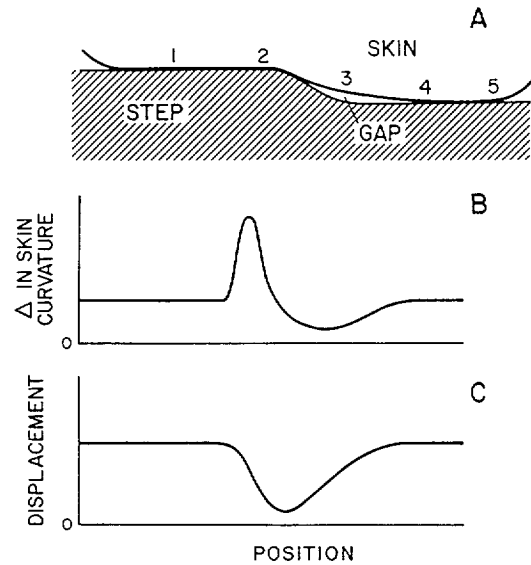 A
SKIN
1 2 3 4 5
STEP
GAP
B
Δ IN SKIN
CURVATURE
0
C
DISPLACEMENT
0
POSITION